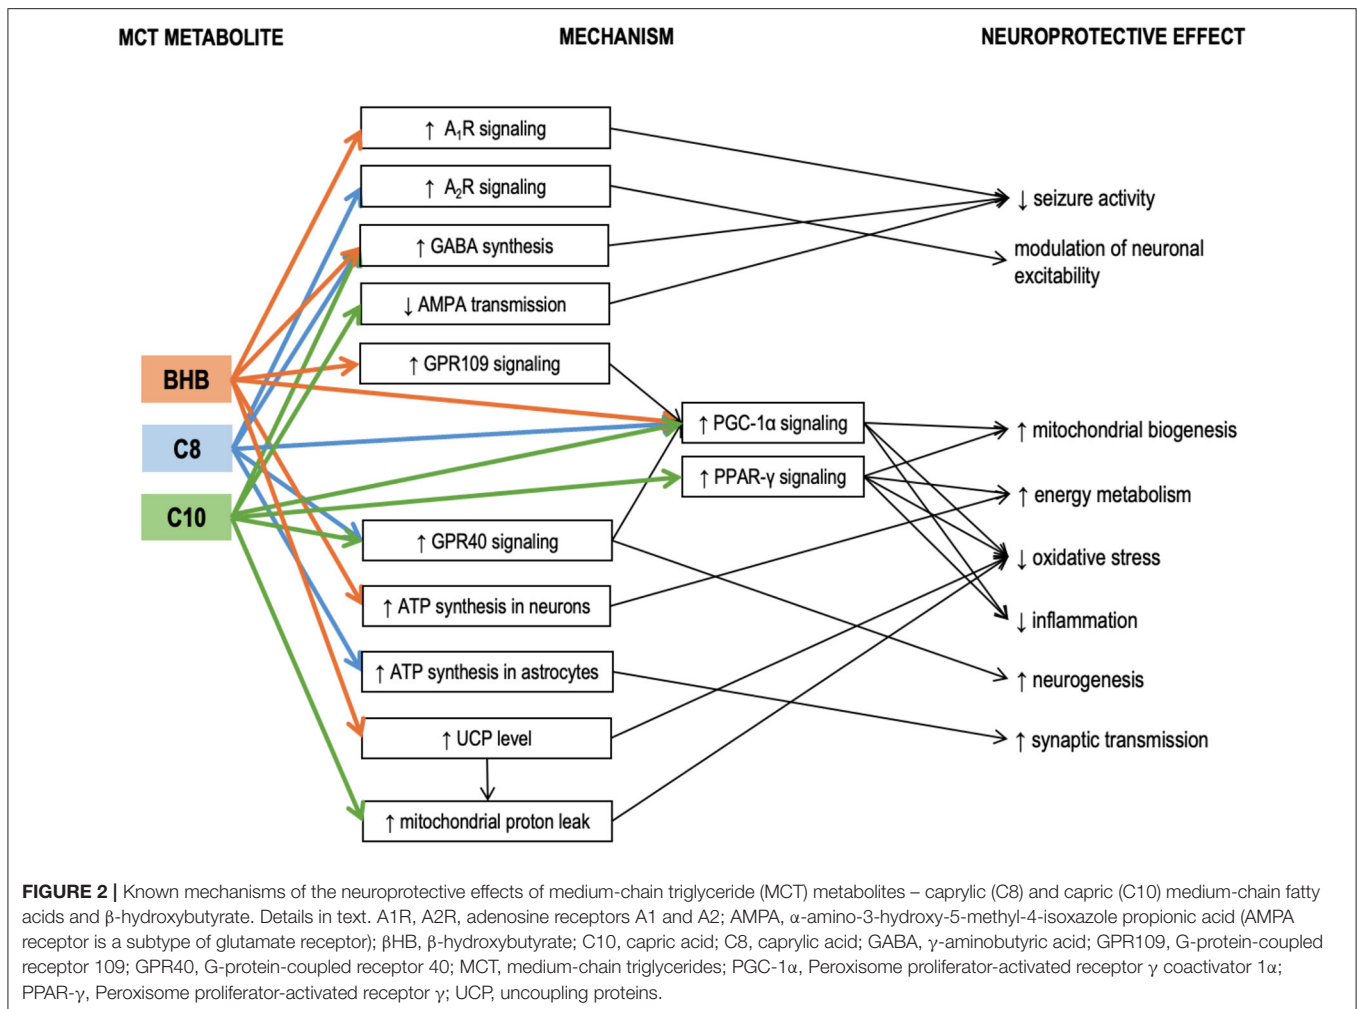 MCT METABOLITE
MECHANISM
NEUROPROTECTIVE EFFECT
↑ A₁R signaling
↑ A₂R signaling
↑ GABA synthesis
↓ AMPA transmission
↑ GPR109 signaling
BHB
C8
C10
↑ PGC-1α signaling
↑ PPAR-γ signaling
↑ GPR40 signaling
↑ ATP synthesis in neurons
↑ ATP synthesis in astrocytes
↑ UCP level
↑ mitochondrial proton leak
↓ seizure activity
modulation of neuronal
excitability
↑ mitochondrial biogenesis
↑ energy metabolism
↓ oxidative stress
↓ inflammation
↑ neurogenesis
↑ synaptic transmission
FIGURE 2 | Known mechanisms of the neuroprotective effects of medium-chain triglyceride (MCT) metabolites – caprylic (C8) and capric (C10) medium-chain fatty
acids and β-hydroxybutyrate. Details in text. A1R, A2R, adenosine receptors A1 and A2; AMPA, α-amino-3-hydroxy-5-methyl-4-isoxazole propionic acid (AMPA
receptor is a subtype of glutamate receptor); βHB, β-hydroxybutyrate; C10, capric acid; C8, caprylic acid; GABA, γ-aminobutyric acid; GPR109, G-protein-coupled
receptor 109; GPR40, G-protein-coupled receptor 40; MCT, medium-chain triglycerides; PGC-1α, Peroxisome proliferator-activated receptor γ coactivator 1α;
PPAR-γ, Peroxisome proliferator-activated receptor γ; UCP, uncoupling proteins.